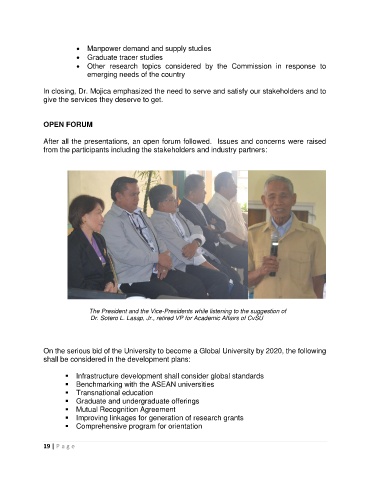 • Manpower demand and supply studies
• Graduate tracer studies
• Other research topics considered by the Commission in response to
emerging needs of the country
In closing, Dr. Mojica emphasized the need to serve and satisfy our stakeholders and to
give the services they deserve to get.
OPEN FORUM
After all the presentations, an open forum followed. Issues and concerns were raised
from the participants including the stakeholders and industry partners:
The President and the Vice-Presidents while listening to the suggestion of
Dr. Sotero L. Lasap, Jr., retired VP for Academic Affairs of CvSU
On the serious bid of the University to become a Global University by 2020, the following
shall be considered in the development plans:
▪ Infrastructure development shall consider global standards
▪ Benchmarking with the ASEAN universities
▪ Transnational education
▪ Graduate and undergraduate offerings
▪ Mutual Recognition Agreement
▪ Improving linkages for generation of research grants
▪ Comprehensive program for orientation
19 | Page